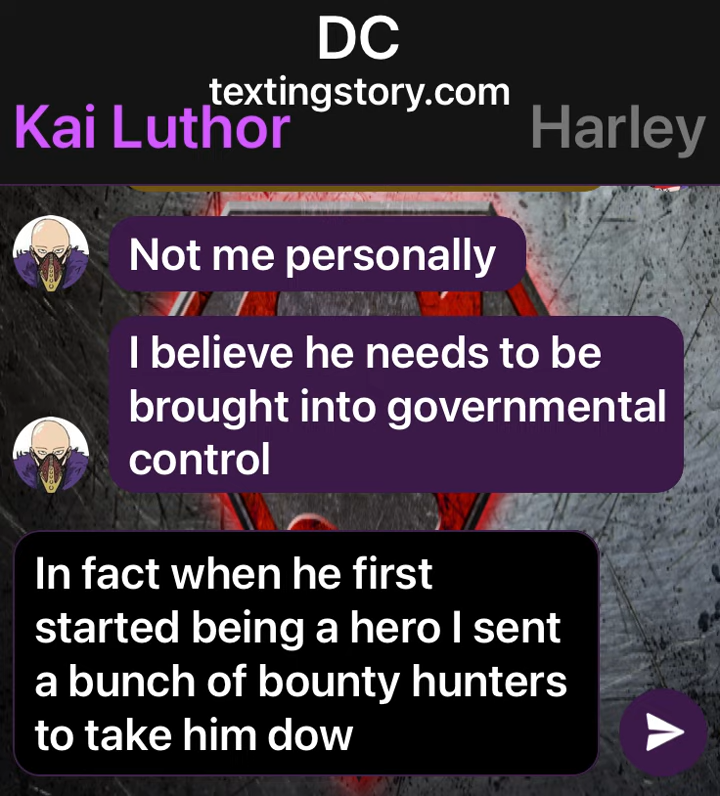 DC
textingstory.com
Kai Luthor
Harley
Not me personally
I believe he needs to be
brought into governmental
control
In fact when he first
started being a hero I sent
a bunch of bounty hunters
to take him dow